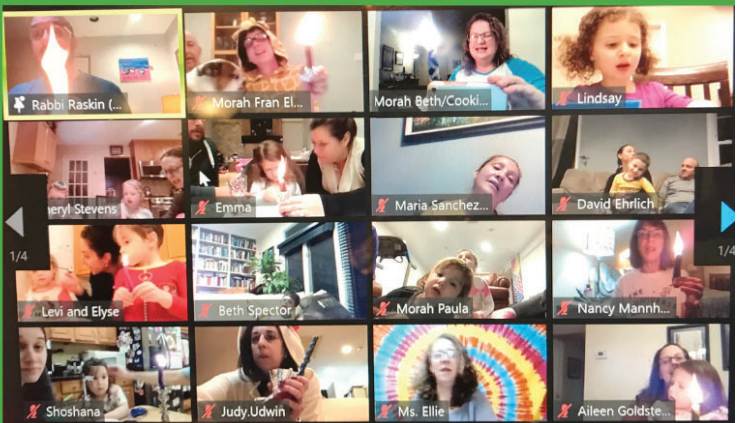 Rabbi Raskin (...
Morah Fran El...
Morah Beth/Cooki...
Lindsay
eryl Stevens
Emma
Maria Sanchez...
David Ehrlich
1/4
1/4
Levi and Elyse
Beth Spector
Morah Paula
Nancy Mannh...
Shoshana
Judy.Udwin
Ms. Ellie
Aileen Goldste...